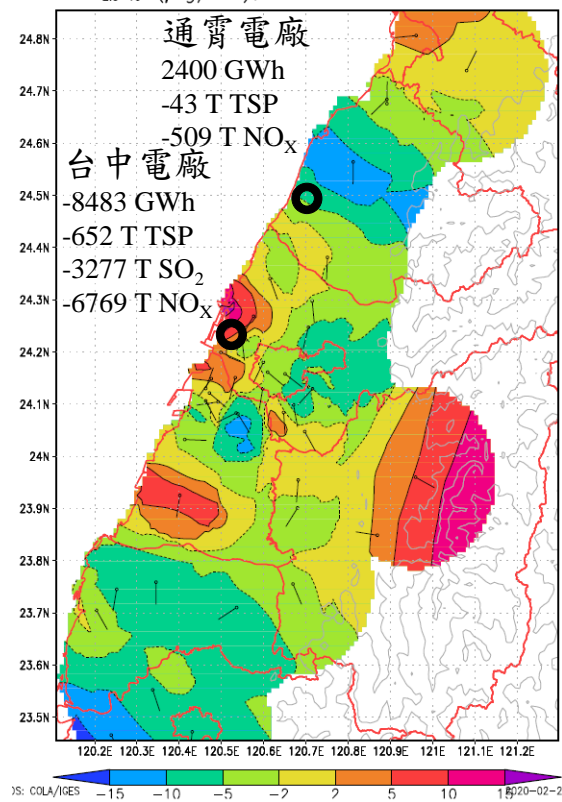 通霄電廠
2400 GWh
-43 T TSP
-509 T NOX
台中電廠
-8483 GWh
-652 T TSP
-3277 T SO2
-6769 T NOX
24.8N
24.7N
24.6N
24.5N
24.4N
24.3N
24.2N
24.1N
24N
23.9N
23.8N
23.7N
23.6N
23.5N
120.2E 120.3E 120.4E 120.5E 120.6E 120.7E 120.8E 120.9E 121E 121.1E 121.2E
-15 -10 -5 -2 2 5 10 15
COLA/IGES